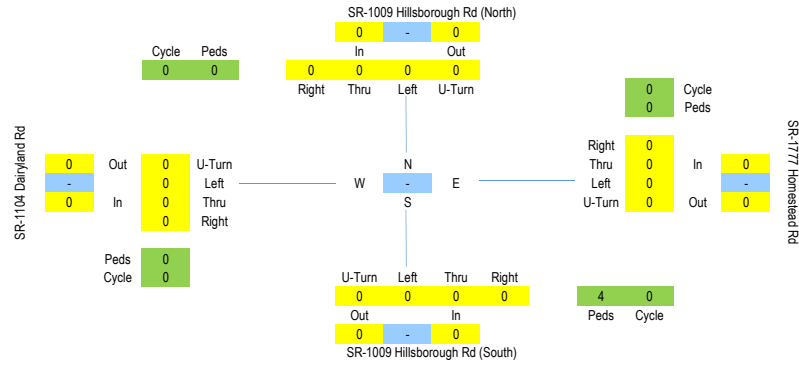 SR-1009 Hillsborough Rd (North)
0 - 0
Cycle Peds In Out
0 0 0 0 0 0
Right Thru Left U-Turn
0 Cycle
0 Peds
SR-1104 Dairyland Rd
0 Out 0 U-Turn
- 0 Left
0 In 0 Thru
0 Right
N
W - E
S
Right 0
Thru 0 In 0
Left 0 -
U-Turn 0 Out 0
SR-1777 Homestead Rd
Peds 0
Cycle 0
U-Turn Left Thru Right
0 0 0 0 4 0
Out In Peds Cycle
0 - 0
SR-1009 Hillsborough Rd (South)